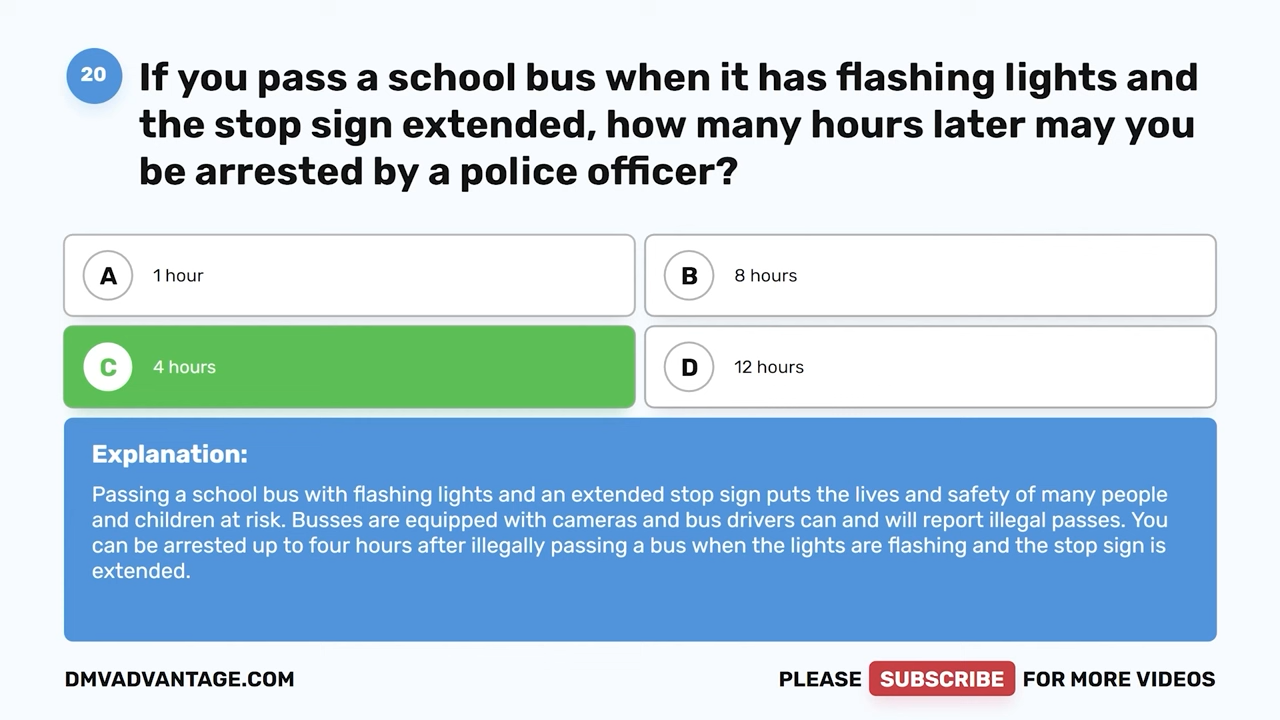 20
If you pass a school bus when it has flashing lights and
the stop sign extended, how many hours later may you
be arrested by a police officer?
A 1 hour
B 8 hours
C 4 hours
D 12 hours
Explanation:
Passing a school bus with flashing lights and an extended stop sign puts the lives and safety of many people
and children at risk. Busses are equipped with cameras and bus drivers can and will report illegal passes. You
can be arrested up to four hours after illegally passing a bus when the lights are flashing and the stop sign is
extended.
DMVADVANTAGE.COM
PLEASE SUBSCRIBE FOR MORE VIDEOS